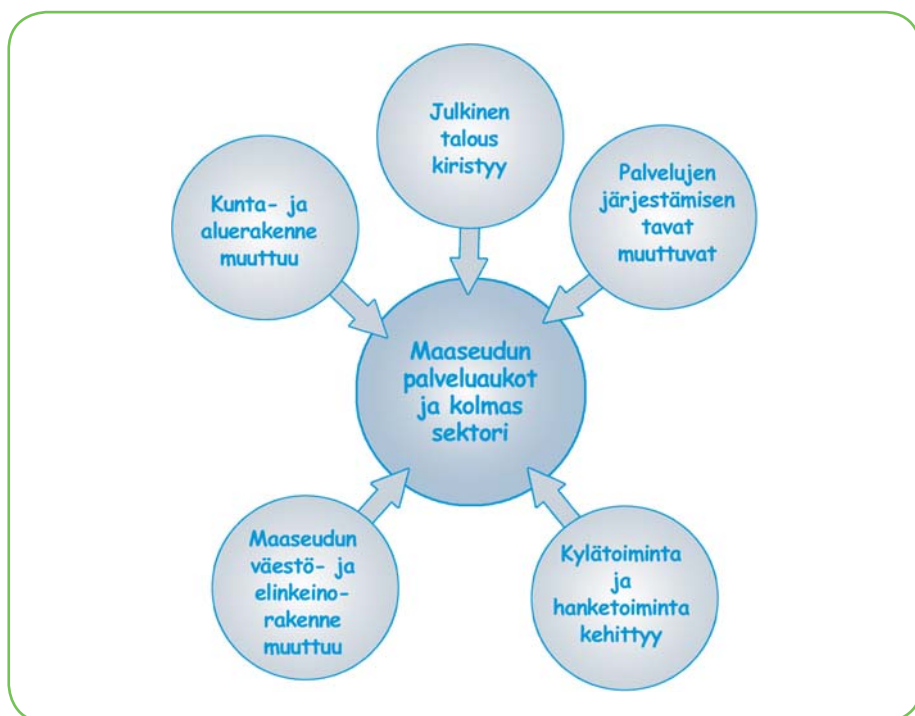 Julkinen
talous
kiristyy
Kunta- ja
aluerakenne
muuttuu
Palvelujen
järjestämisen
tavat
muuttuvat
Maaseudun
palveluaukot
ja kolmas
sektori
Maaseudun
väestö- ja
elinkeino-
rakenne
muuttuu
Kylätoiminta
ja
hanketoiminta
kehittyy